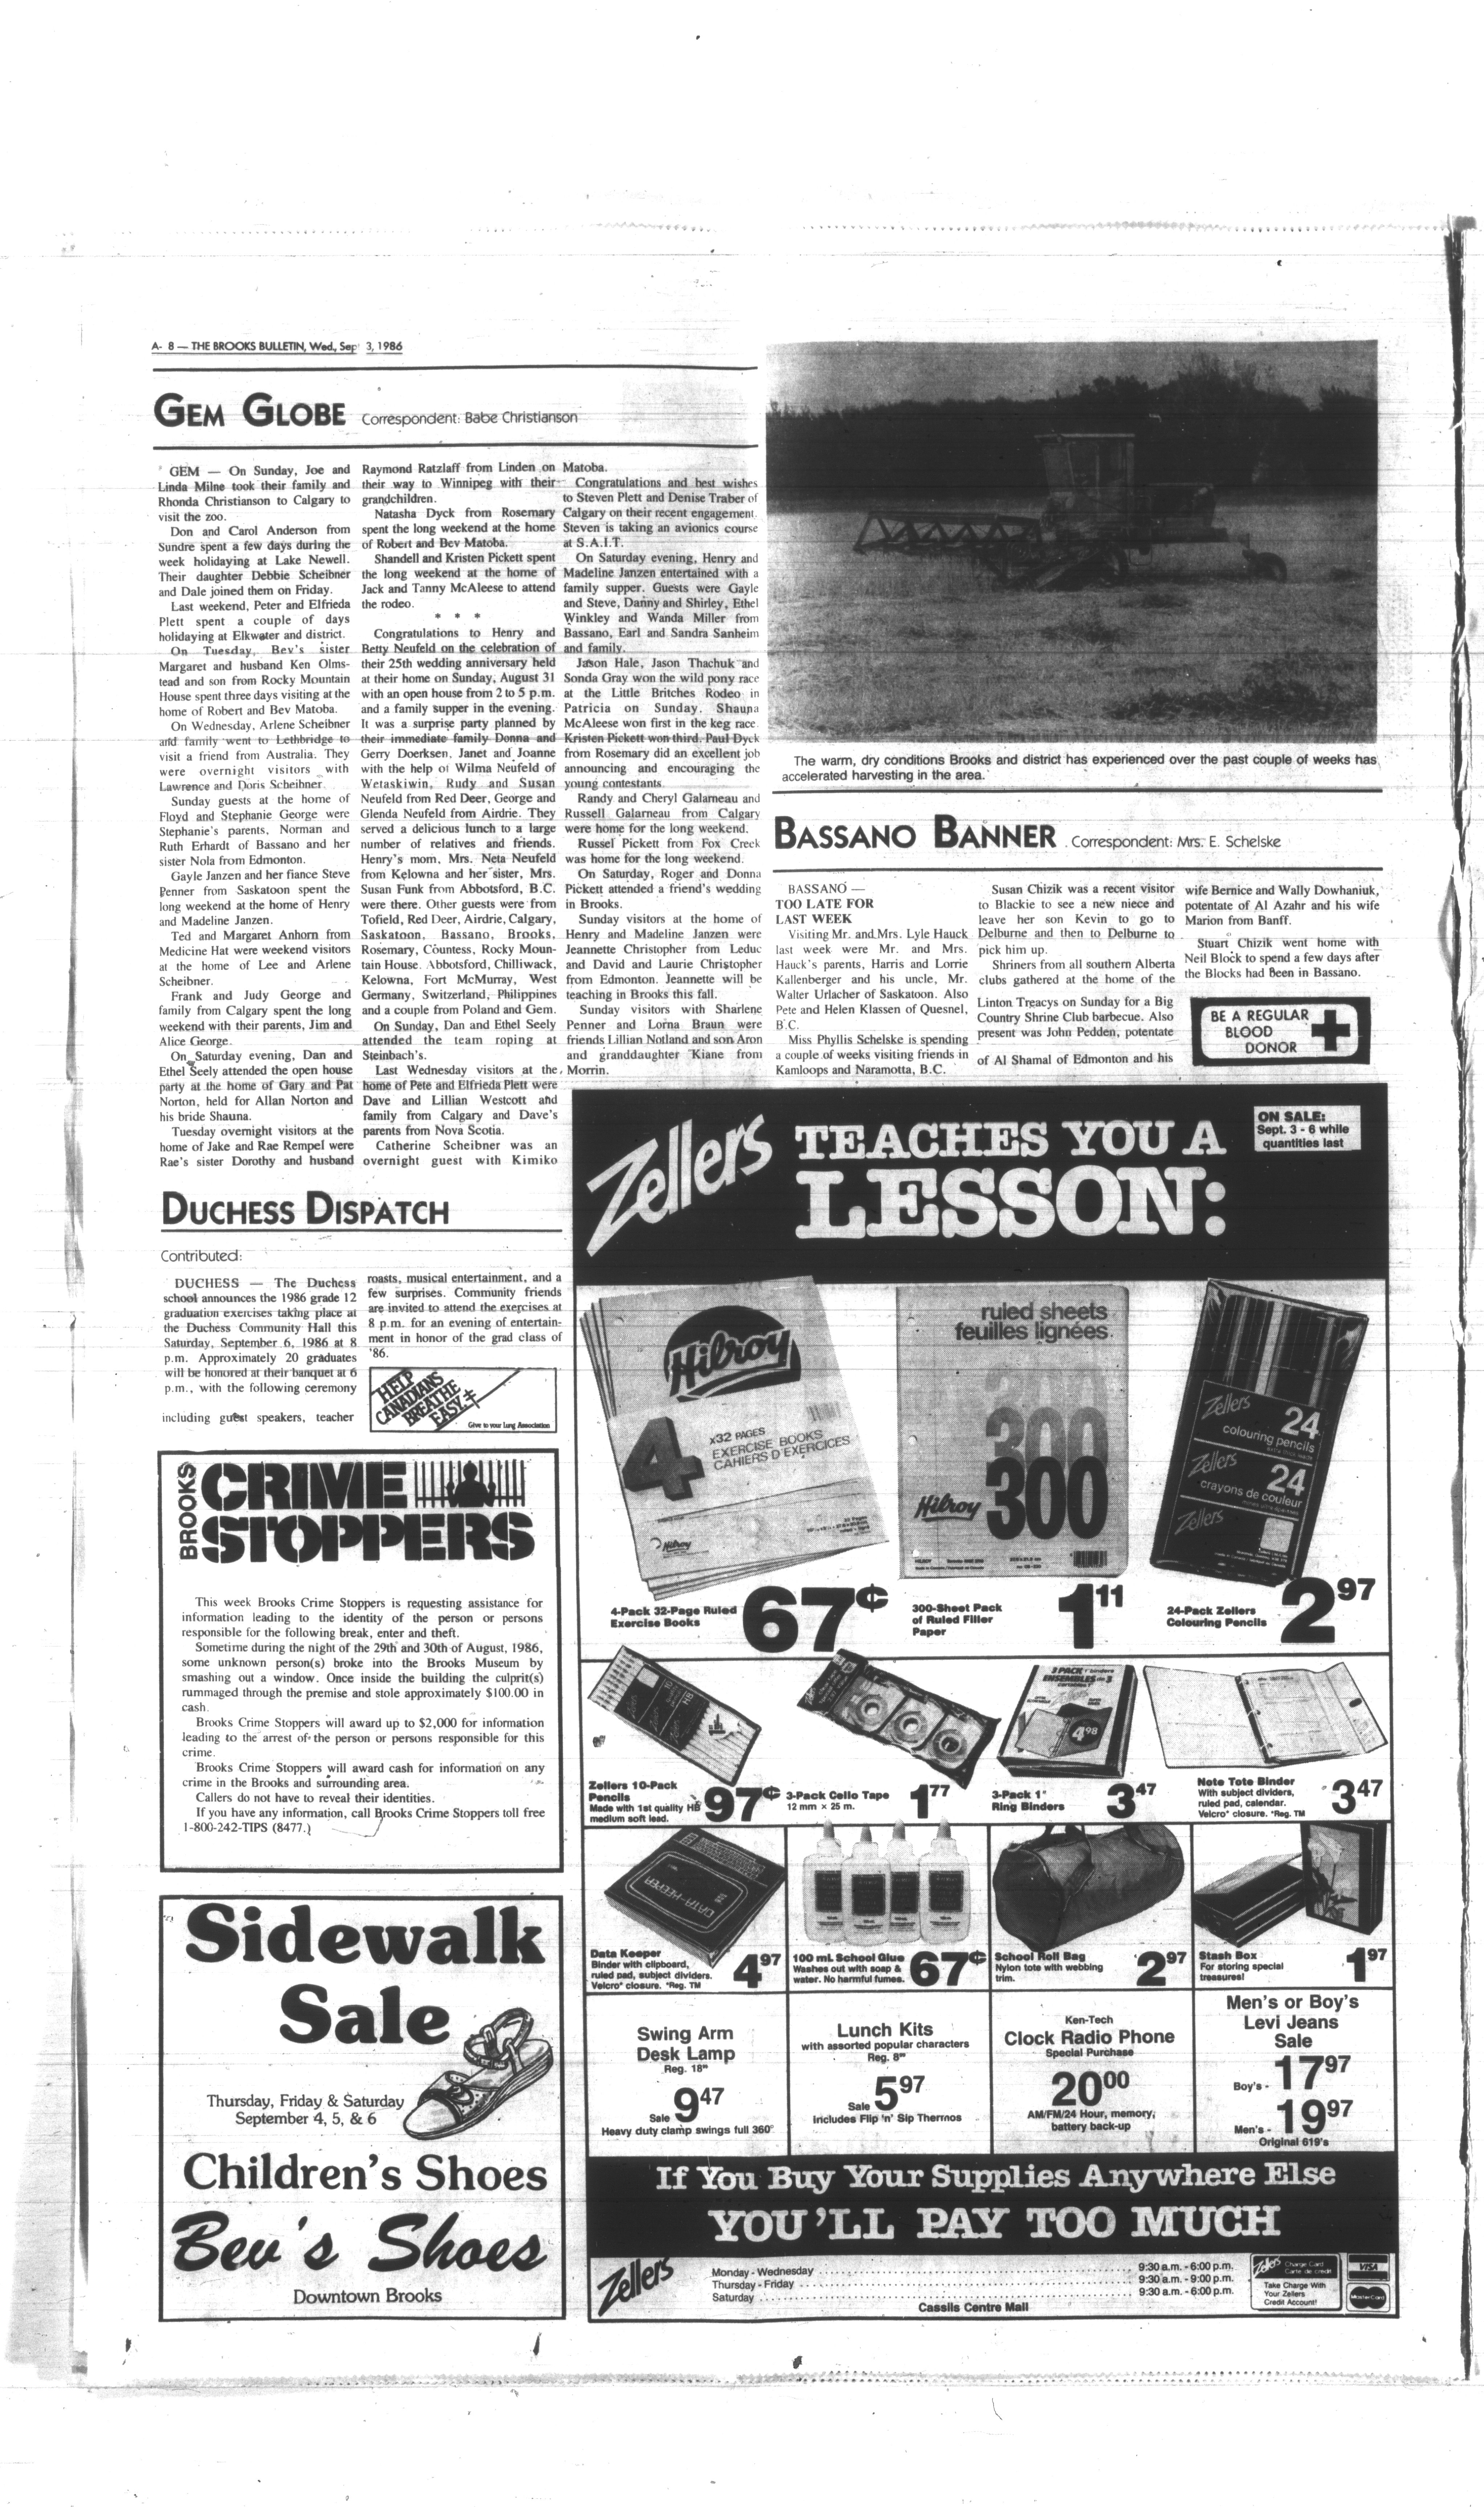 A- 8 — THE BROOKS BULLETIN, Wed., Sep 3, 1986
GEM GLOBE Correspondent: Babe Christianson
GEM — On Sunday, Joe and
Linda Milne took their family and
Rhonda Christianson to Calgary to
visit the zoo.
Don and Carol Anderson from
Sundre spent a few days during the
week holidaying at Lake Newell.
Their daughter Debbie Scheibner
and Dale joined them on Friday.
Last weekend, Peter and Elfrieda
Plett spent a couple of days
holidaying at Elkwater and district.
On Tuesday, Bev's sister
Margaret and husband Ken Olms-
tead and son from Rocky Mountain
House spent three days visiting at the
home of Robert and Bev Matoba.
On Wednesday, Arlene Scheibner
and family went to Lethbridge to
visit a friend from Australia. They
were overnight visitors with
Lawrence and Doris Scheibner.
Sunday guests at the home of
Floyd and Stephanie George were
Stephanie's parents, Norman and
Ruth Erhardt of Bassano and her
sister Nola from Edmonton.
Gayle Janzen and her fiance Steve
Penner from Saskatoon spent the
long weekend at the home of Henry
and Madeline Janzen.
Ted and Margaret Anhorn from
Medicine Hat were weekend visitors
at the home of Lee and Arlene
Scheibner.
Frank and Judy George and
family from Calgary spent the long
weekend with their parents, Jim and
Alice George.
On Saturday evening, Dan and
Ethel Seely attended the open house
party at the home of Gary and Pat
Norton, held for Allan Norton and
his bride Shauna.
Tuesday overnight visitors at the
home of Jake and Rae Rempel were
Rae's sister Dorothy and husband
Raymond Ratzlaff from Linden on
their way to Winnipeg with their
grandchildren.
Natasha Dyck from Rosemary
spent the long weekend at the home
of Robert and Bev Matoba.
Shandell and Kristen Pickett spent
the long weekend at the home of
Jack and Tanny McAleese to attend
the rodeo.
* * *
Congratulations to Henry and
Betty Neufeld on the celebration of
their 25th wedding anniversary held
at their home on Sunday, August 31
with an open house from 2 to 5 p.m.
and a family supper in the evening.
It was a surprise party planned by
their immediate family Donna and
Gerry Doerksen, Janet and Joanne
with the help of Wilma Neufeld of
Wetaskiwin, Rudy and Susan
Neufeld from Red Deer, George and
Glenda Neufeld from Airdrie. They
served a delicious lunch to a large
number of relatives and friends.
Henry's mom, Mrs. Neta Neufeld
from Kelowna and her sister, Mrs.
Susan Funk from Abbotsford, B.C.
were there. Other guests were from
Tofield, Red Deer, Airdrie, Calgary,
Saskatoon, Bassano, Brooks,
Rosemary, Countess, Rocky Moun-
tain House. Abbotsford, Chilliwack,
Kelowna, Fort McMurray, West
Germany, Switzerland, Philippines
and a couple from Poland and Gem.
On Sunday, Dan and Ethel Seely
attended the team roping at
Steinbach's.
Last Wednesday visitors at the
home of Pete and Elfrieda Plett were
Dave and Lillian Westcott and
family from Calgary and Dave's
parents from Nova Scotia.
Catherine Scheibner was an
overnight guest with Kimiko
Matoba.
Congratulations and best wishes
to Steven Plett and Denise Traber of
Calgary on their recent engagement.
Steven is taking an avionics course
at S.A.I.T.
On Saturday evening, Henry and
Madeline Janzen entertained with a
family supper. Guests were Gayle
and Steve, Danny and Shirley, Ethel
Winkley and Wanda Miller from
Bassano, Earl and Sandra Sanheim
and family.
Jason Hale, Jason Thachuk and
Sonda Gray won the wild pony race
at the Little Britches Rodeo in
Patricia on Sunday. Shauna
McAleese won first in the keg race.
Kristen Pickett won third. Paul Dyck
from Rosemary did an excellent job
announcing and encouraging the
young contestants.
Randy and Cheryl Galarneau and
Russell Galarneau from Calgary
were home for the long weekend.
Russel Pickett from Fox Creek
was home for the long weekend.
On Saturday, Roger and Donna
Pickett attended a friend's wedding
in Brooks.
Sunday visitors at the home of
Henry and Madeline Janzen were
Jeannette Christopher from Leduc
and David and Laurie Christopher
from Edmonton. Jeannette will be
teaching in Brooks this fall.
Sunday visitors with Sharlene
Penner and Lorna Braun were
friends Lillian Notland and son Aron
and granddaughter Kiane from
Morrin.
The warm, dry conditions Brooks and district has experienced over the past couple of weeks has
accelerated harvesting in the area.
BASSANO BANNER Correspondent: Mrs. E. Schelske
BASSANO —
TOO LATE FOR
LAST WEEK
Visiting Mr. and Mrs. Lyle Hauck
last week were Mr. and Mrs.
Hauck's parents, Harris and Lorrie
Kallenberger and his uncle, Mr.
Walter Urlacher of Saskatoon. Also
Pete and Helen Klassen of Quesnel,
B.C.
Miss Phyllis Schelske is spending
a couple of weeks visiting friends in
Kamloops and Naramotta, B.C.
Susan Chizik was a recent visitor
to Blackie to see a new niece and
leave her son Kevin to go to
Delburne and then to Delburne to
pick him up.
Shriners from all southern Alberta
clubs gathered at the home of the
Linton Treacys on Sunday for a Big
Country Shrine Club barbecue. Also
present was John Pedden, potentate
of Al Shamal of Edmonton and his
wife Bernice and Wally Dowhaniuk,
potentate of Al Azahr and his wife
Marion from Banff.
Stuart Chizik went home with
Neil Block to spend a few days after
the Blocks had Been in Bassano.
BE A REGULAR
BLOOD
DONOR
DUCHESS DISPATCH
Contributed:
DUCHESS — The Duchess
school announces the 1986 grade 12
graduation exercises taking place at
the Duchess Community Hall this
Saturday, September 6, 1986 at 8
p.m. Approximately 20 graduates
will be honored at their banquet at 6
p.m., with the following ceremony
including guest speakers, teacher
roasts, musical entertainment, and a
few surprises. Community friends
are invited to attend the exercises at
8 p.m. for an evening of entertain-
ment in honor of the grad class of
'86.
HELP
CANADIANS
BREATHE
EASY.
Give to your Lung Association
BROOKS
CRIME
STOPPERS
This week Brooks Crime Stoppers is requesting assistance for
information leading to the identity of the person or persons
responsible for the following break, enter and theft.
Sometime during the night of the 29th and 30th of August, 1986,
some unknown person(s) broke into the Brooks Museum by
smashing out a window. Once inside the building the culprit(s)
rummaged through the premise and stole approximately $100.00 in
cash.
Brooks Crime Stoppers will award up to $2,000 for information
leading to the arrest of the person or persons responsible for this
crime.
Brooks Crime Stoppers will award cash for information on any
crime in the Brooks and surrounding area.
Callers do not have to reveal their identities.
If you have any information, call Brooks Crime Stoppers toll free
1-800-242-TIPS (8477.)
Sidewalk
Sale
Thursday, Friday & Saturday
September 4, 5, & 6
Children's Shoes
Bev's Shoes
Downtown Brooks
Zellers TEACHES YOU A
LESSON:
ON SALE:
Sept. 3 - 6 while
quantities last
Hilroy
4
x32 PAGES
EXERCISE BOOKS
CAHIERS D'EXERCICES
Hilroy
ruled sheets
feuilles lignées
300
300
Hilroy 300
Zellers
24
colouring pencils
Zellers
24
crayons de couleur
Zellers
4-Pack 32-Page Ruled
Exercise Books
67¢
300-Sheet Pack
of Ruled Filler
Paper
1 11
24-Pack Zellers
Colouring Pencils
2 97
3 PACK 1" binders
ENSEMBLES de 3
4 98
Zellers 10-Pack
Pencils
Made with 1st quality HB
medium soft lead.
97¢
3-Pack Cello Tape
12 mm x 25 m.
1 77
3-Pack 1"
Ring Binders
3 47
Note Tote Binder
With subject dividers,
ruled pad, calendar.
Velcro* closure. *Reg. TM
3 47
DATA-KEEPER
Data Keeper
Binder with clipboard,
ruled pad, subject dividers.
Velcro* closure. *Reg. TM
4 97
100 mL School Glue
Washes out with soap &
water. No harmful fumes.
67¢
School Roll Bag
Nylon tote with webbing
trim.
2 97
Stash Box
For storing special
treasures!
1 97
Swing Arm
Desk Lamp
Reg. 18
Sale 9 47
Heavy duty clamp swings full 360°
Lunch Kits
with assorted popular characters
Reg. 8
Sale 5 97
Includes Flip 'n' Sip Thermos
Ken-Tech
Clock Radio Phone
Special Purchase
20 00
AM/FM/24 Hour, memory,
battery back-up
Men's or Boy's
Levi Jeans
Sale
Boy's - 17 97
Men's - 19 97
Original 619's
If You Buy Your Supplies Anywhere Else
YOU'LL PAY TOO MUCH
Zellers
Monday - Wednesday 9:30 a.m. - 6:00 p.m.
Thursday - Friday 9:30 a.m. - 9:00 p.m.
Saturday 9:30 a.m. - 6:00 p.m.
Cassils Centre Mall
Zellers Charge Card
Carte de credit
Take Charge With
Your Zellers
Credit Account!
VISA
MasterCard